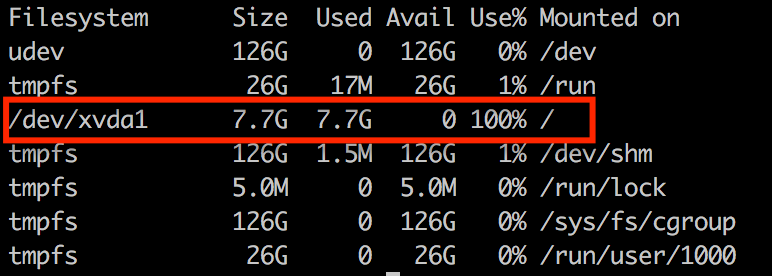 Filesystem Size Used Avail Use% Mounted on
udev 126G 0 126G 0% /dev
tmpfs 26G 17M 26G 1% /run
/dev/xvda1 7.7G 7.7G 0 100% /
tmpfs 126G 1.5M 126G 1% /dev/shm
tmpfs 5.0M 0 5.0M 0% /run/lock
tmpfs 126G 0 126G 0% /sys/fs/cgroup
tmpfs 26G 0 26G 0% /run/user/1000